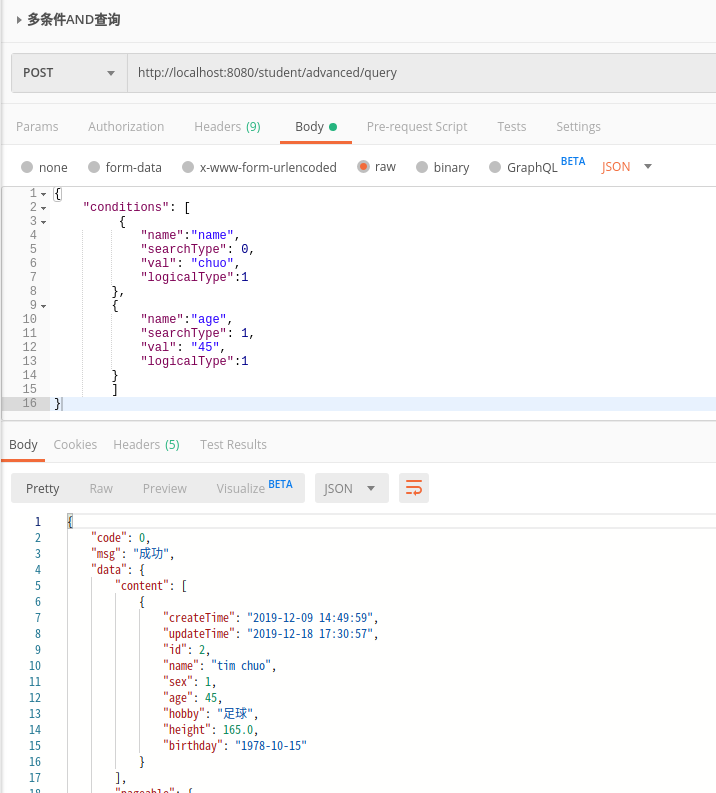 多条件AND查询
POST http://localhost:8080/student/advanced/query
Params Authorization Headers (9) Body Pre-request Script Tests Settings
none form-data x-www-form-urlencoded raw binary GraphQL BETA JSON
1 {
2 "conditions": [
3 {
4 "name":"name",
5 "searchType": 0,
6 "val": "chuo",
7 "logicalType":1
8 },
9 {
10 "name":"age",
11 "searchType": 1,
12 "val": "45",
13 "logicalType":1
14 }
15 ]
16 }
Body Cookies Headers (5) Test Results
Pretty Raw Preview Visualize BETA JSON
1 {
2 "code": 0,
3 "msg": "成功",
4 "data": {
5 "content": [
6 {
7 "createTime": "2019-12-09 14:49:59",
8 "updateTime": "2019-12-18 17:30:57",
9 "id": 2,
10 "name": "tim chuo",
11 "sex": 1,
12 "age": 45,
13 "hobby": "足球",
14 "height": 165.0,
15 "birthday": "1978-10-15"
16 }
17 ],
18 "pageable": {